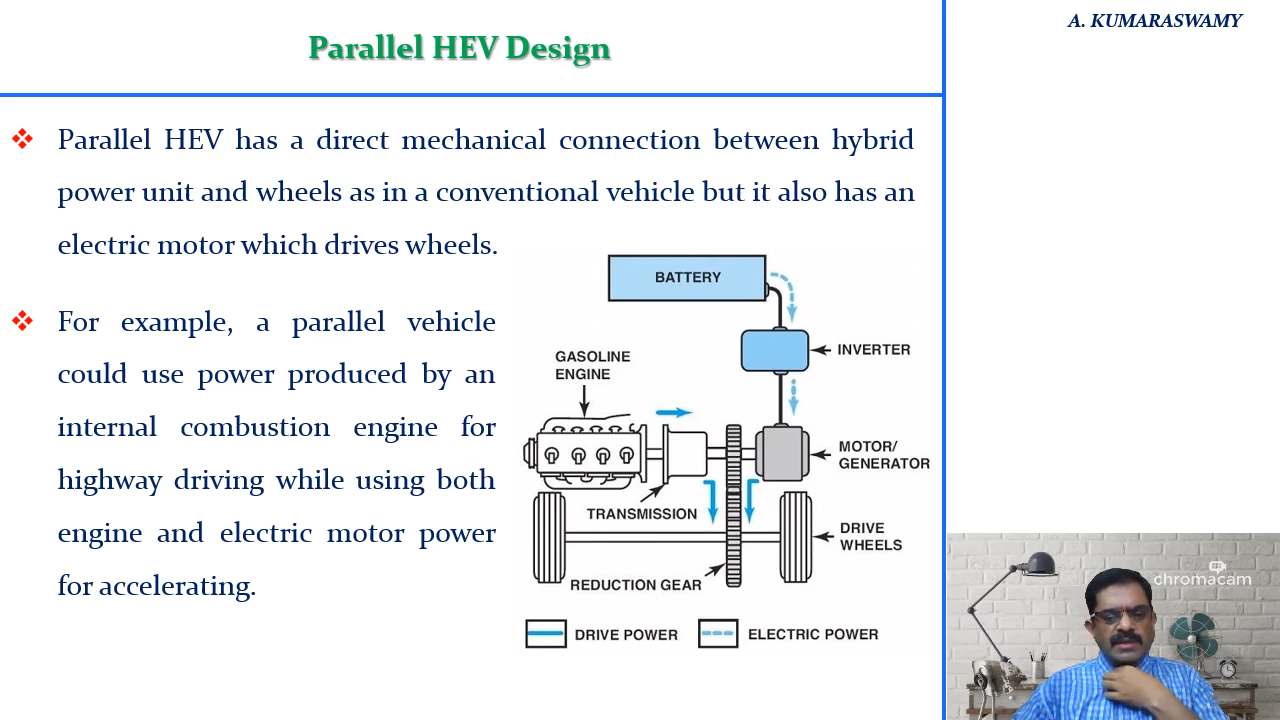 Parallel HEV Design
A. KUMARASWAMY
Parallel HEV has a direct mechanical connection between hybrid
power unit and wheels as in a conventional vehicle but it also has an
electric motor which drives wheels.
For example, a parallel vehicle
could use power produced by an
internal combustion engine for
highway driving while using both
engine and electric motor power
for accelerating.
BATTERY
INVERTER
GASOLINE
ENGINE
MOTOR/
GENERATOR
TRANSMISSION
DRIVE
WHEELS
REDUCTION GEAR
DRIVE POWER
ELECTRIC POWER
chromacam